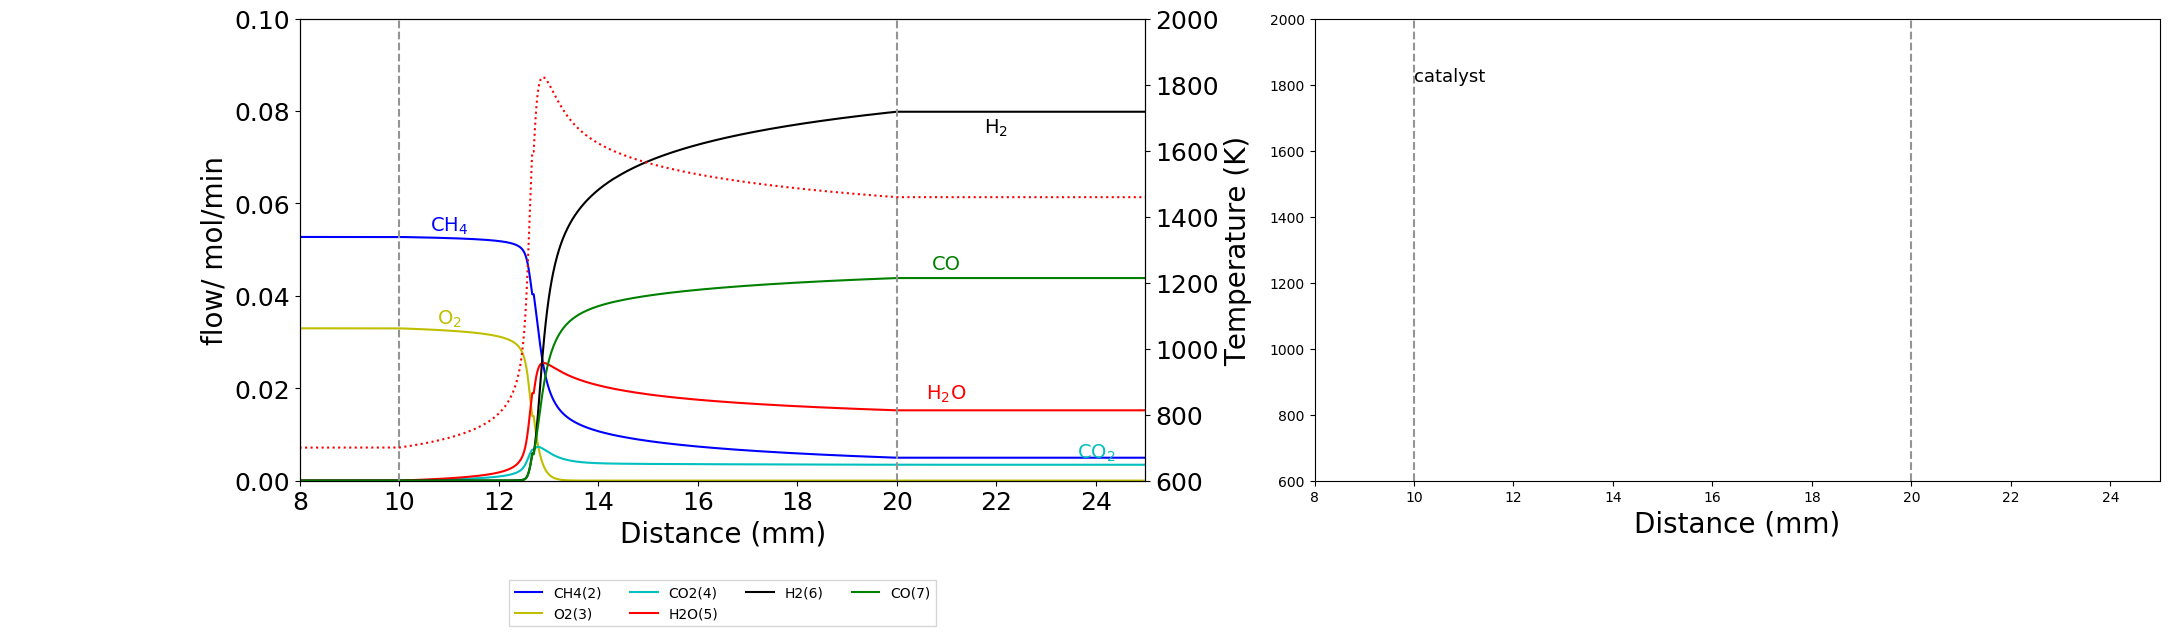 flow/ mol/min
0.10
0.08
0.06
0.04
0.02
0.00
CH₄
O₂
H₂
CO
H₂O
CO₂
8 10 12 14 16 18 20 22 24
Distance (mm)
2000
1800
1600
1400
1200
1000
800
600
Temperature (K)
CH4(2) CO2(4) H2(6) CO(7)
O2(3) H2O(5)
2000
1800
1600
1400
1200
1000
800
600
catalyst
8 10 12 14 16 18 20 22 24
Distance (mm)